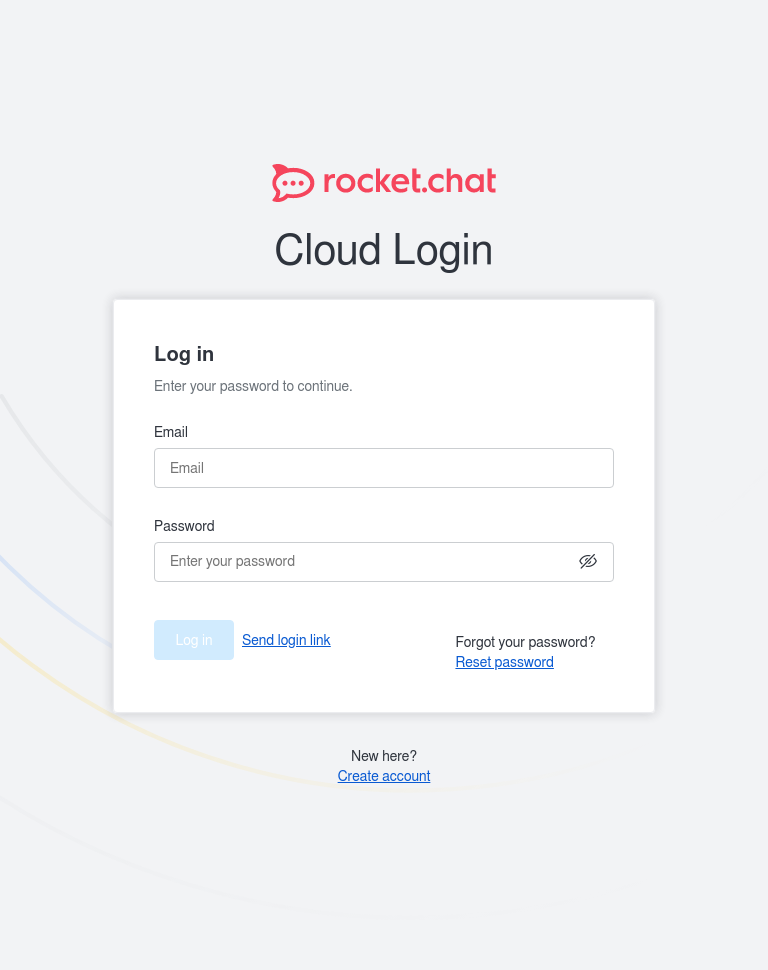 rocket.chat
Cloud Login
Log in
Enter your password to continue.
Email
Email
Password
Enter your password
Log in Send login link
Forgot your password?
Reset password
New here?
Create account